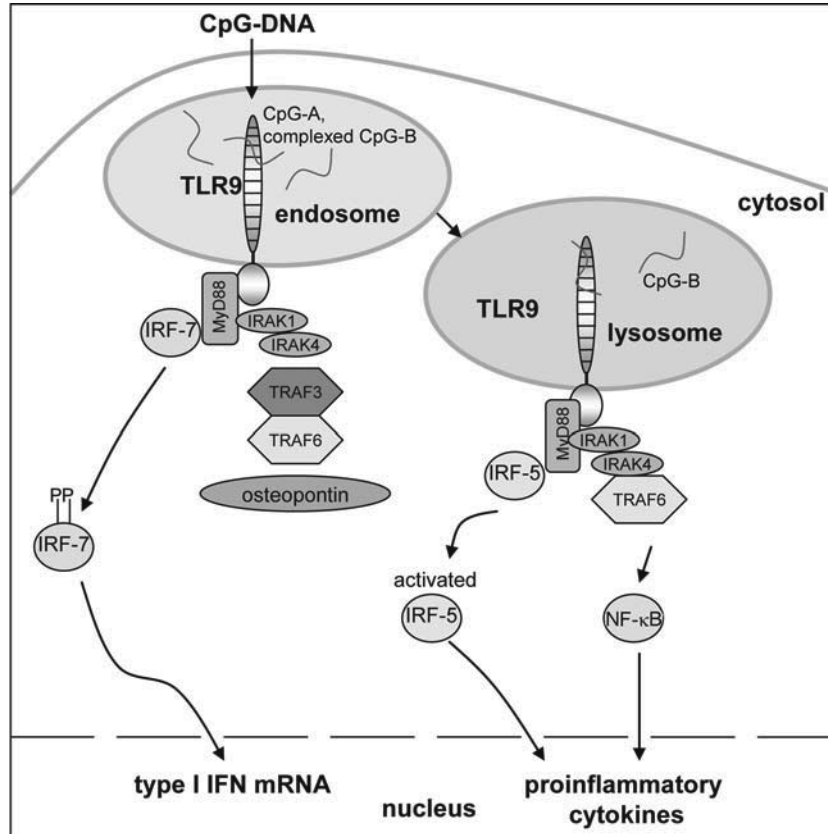 CpG-DNA
CpG-A,
complexed CpG-B
TLR9
endosome
cytosol
MyD88
IRF-7
IRAK1
IRAK4
TRAF3
TRAF6
osteopontin
PP
IRF-7
CpG-B
TLR9
lysosome
MyD88
IRAK1
IRAK4
IRF-5
TRAF6
activated
IRF-5
NF-κB
type I IFN mRNA
proinflammatory
cytokines
nucleus